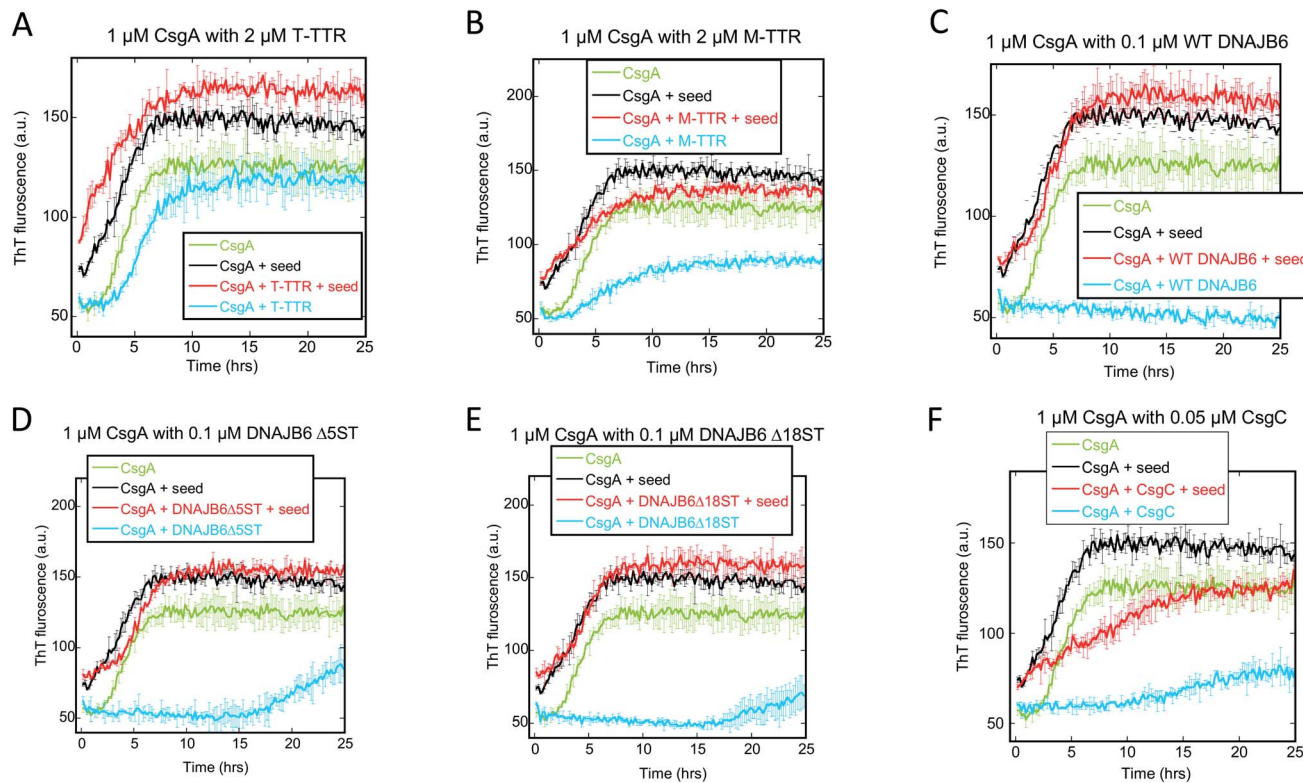 A
1 µM CsgA with 2 µM T-TTR
ThT fluroscence (a.u.)
150
100
50
CsgA
CsgA + seed
CsgA + T-TTR + seed
CsgA + T-TTR
0 5 10 15 20 25
Time (hrs)
B
1 µM CsgA with 2 µM M-TTR
ThT fluroscence (a.u.)
200
150
100
50
CsgA
CsgA + seed
CsgA + M-TTR + seed
CsgA + M-TTR
0 5 10 15 20 25
Time (hrs)
C
1 µM CsgA with 0.1 µM WT DNAJB6
ThT fluroscence (a.u.)
150
100
50
CsgA
CsgA + seed
CsgA + WT DNAJB6 + seed
CsgA + WT DNAJB6
0 5 10 15 20 25
Time (hrs)
D
1 µM CsgA with 0.1 µM DNAJB6 Δ5ST
CsgA
CsgA + seed
CsgA + DNAJB6Δ5ST + seed
CsgA + DNAJB6Δ5ST
ThT fluroscence (a.u.)
200
150
100
50
0 5 10 15 20 25
Time (hrs)
E
1 µM CsgA with 0.1 µM DNAJB6 Δ18ST
CsgA
CsgA + seed
CsgA + DNAJB6Δ18ST + seed
CsgA + DNAJB6Δ18ST
ThT fluroscence (a.u.)
200
150
100
50
0 5 10 15 20 25
Time (hrs)
F
1 µM CsgA with 0.05 µM CsgC
CsgA
CsgA + seed
CsgA + CsgC + seed
CsgA + CsgC
ThT fluroscence (a.u.)
150
100
50
0 5 10 15 20 25
Time (hrs)